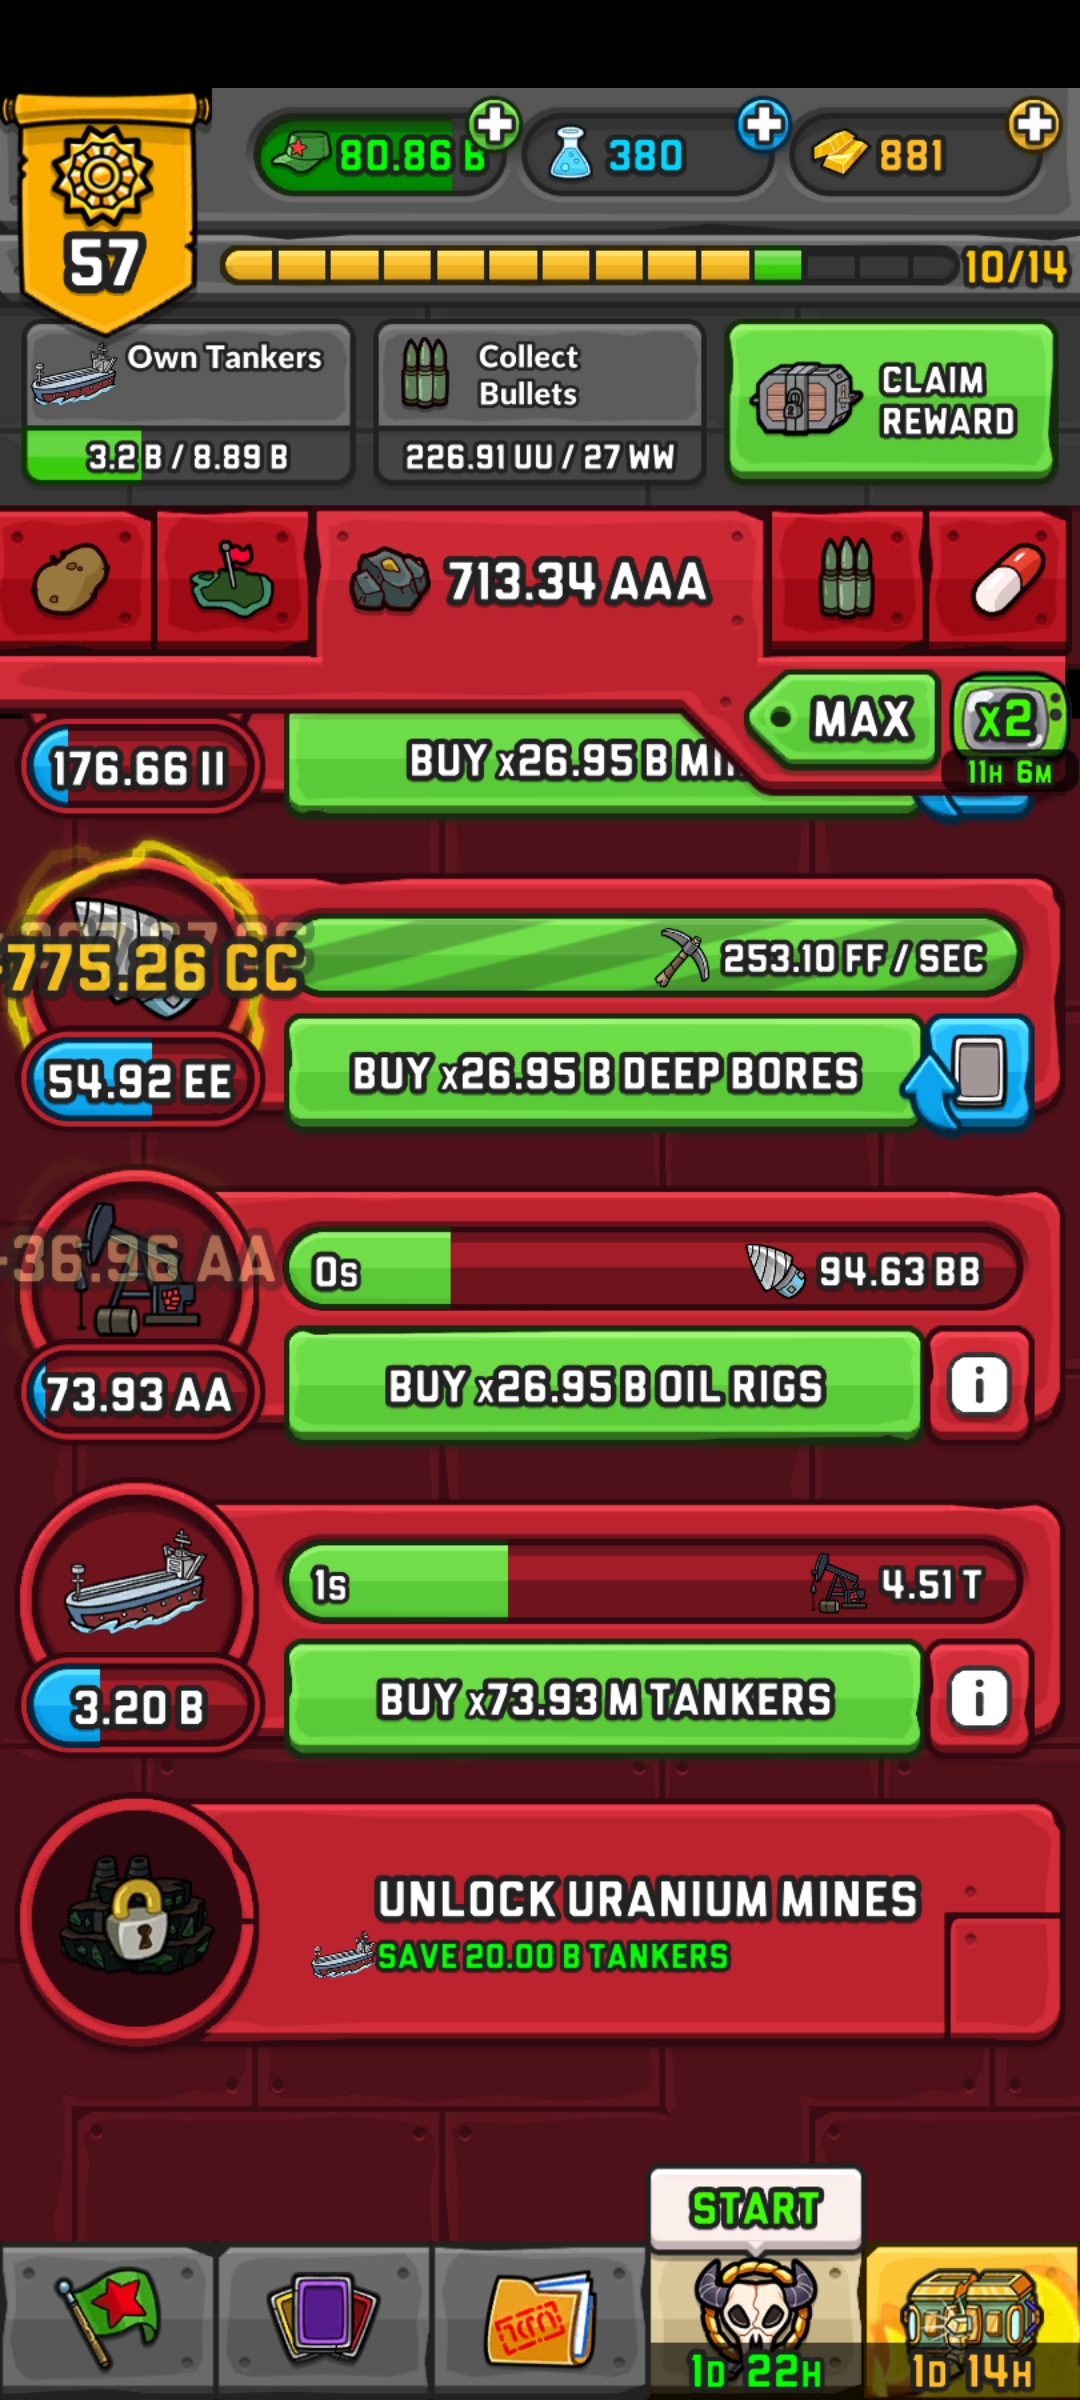 80.86 B
380
881
57
10/14
Own Tankers
3.2 B / 8.89 B
Collect
Bullets
226.91 UU / 27 WW
CLAIM
REWARD
713.34 AAA
MAX
x2
11H 6M
176.66 II
BUY x26.95 B
775.26 CC
253.10 FF / SEC
54.92 EE
BUY x26.95 B DEEP BORES
-36.96 AA
0s
94.63 BB
73.93 AA
BUY x26.95 B OIL RIGS
1s
4.51 T
3.20 B
BUY x73.93 M TANKERS
UNLOCK URANIUM MINES
SAVE 20.00 B TANKERS
START
1D 22H
1D 14H